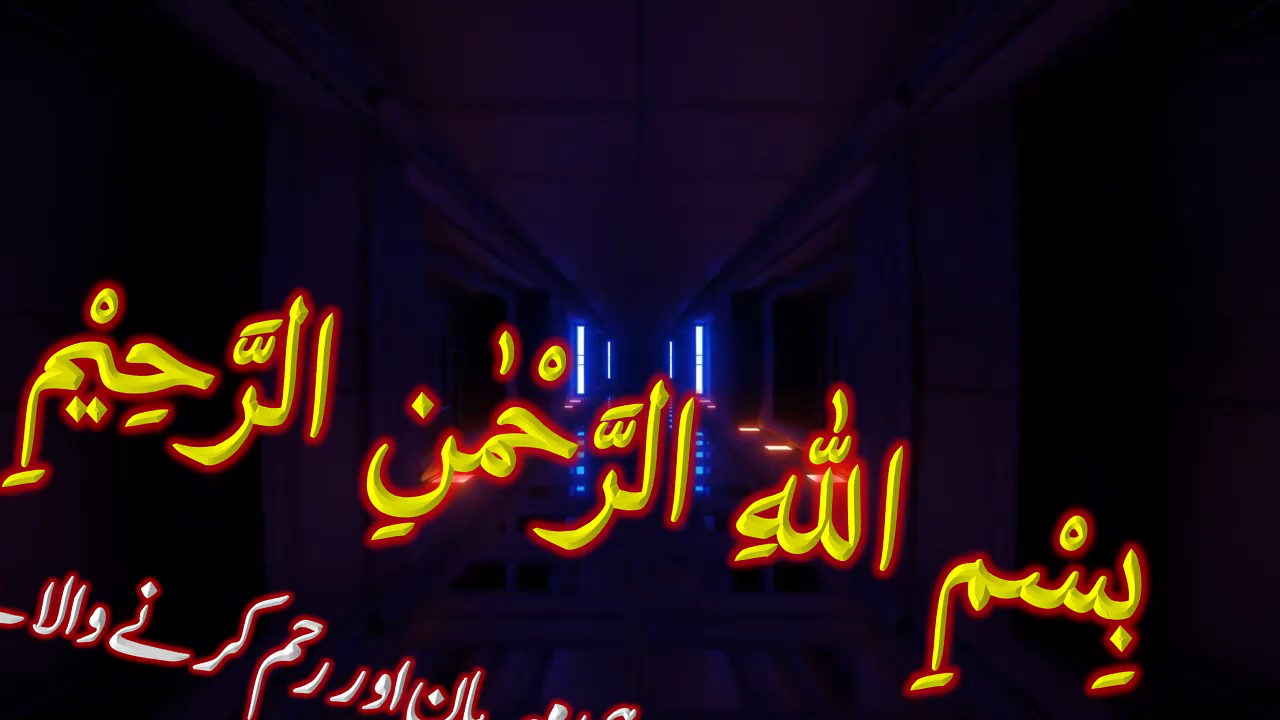 بِسْمِ اللّٰهِ الرَّحْمٰنِ الرَّحِيْمِ
اور رحم کرنے والا